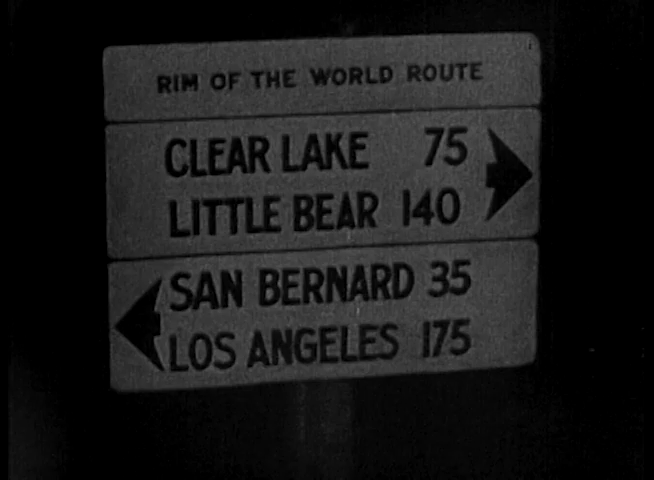 RIM OF THE WORLD ROUTE
CLEAR LAKE 75
LITTLE BEAR 140
SAN BERNARD 35
LOS ANGELES 175